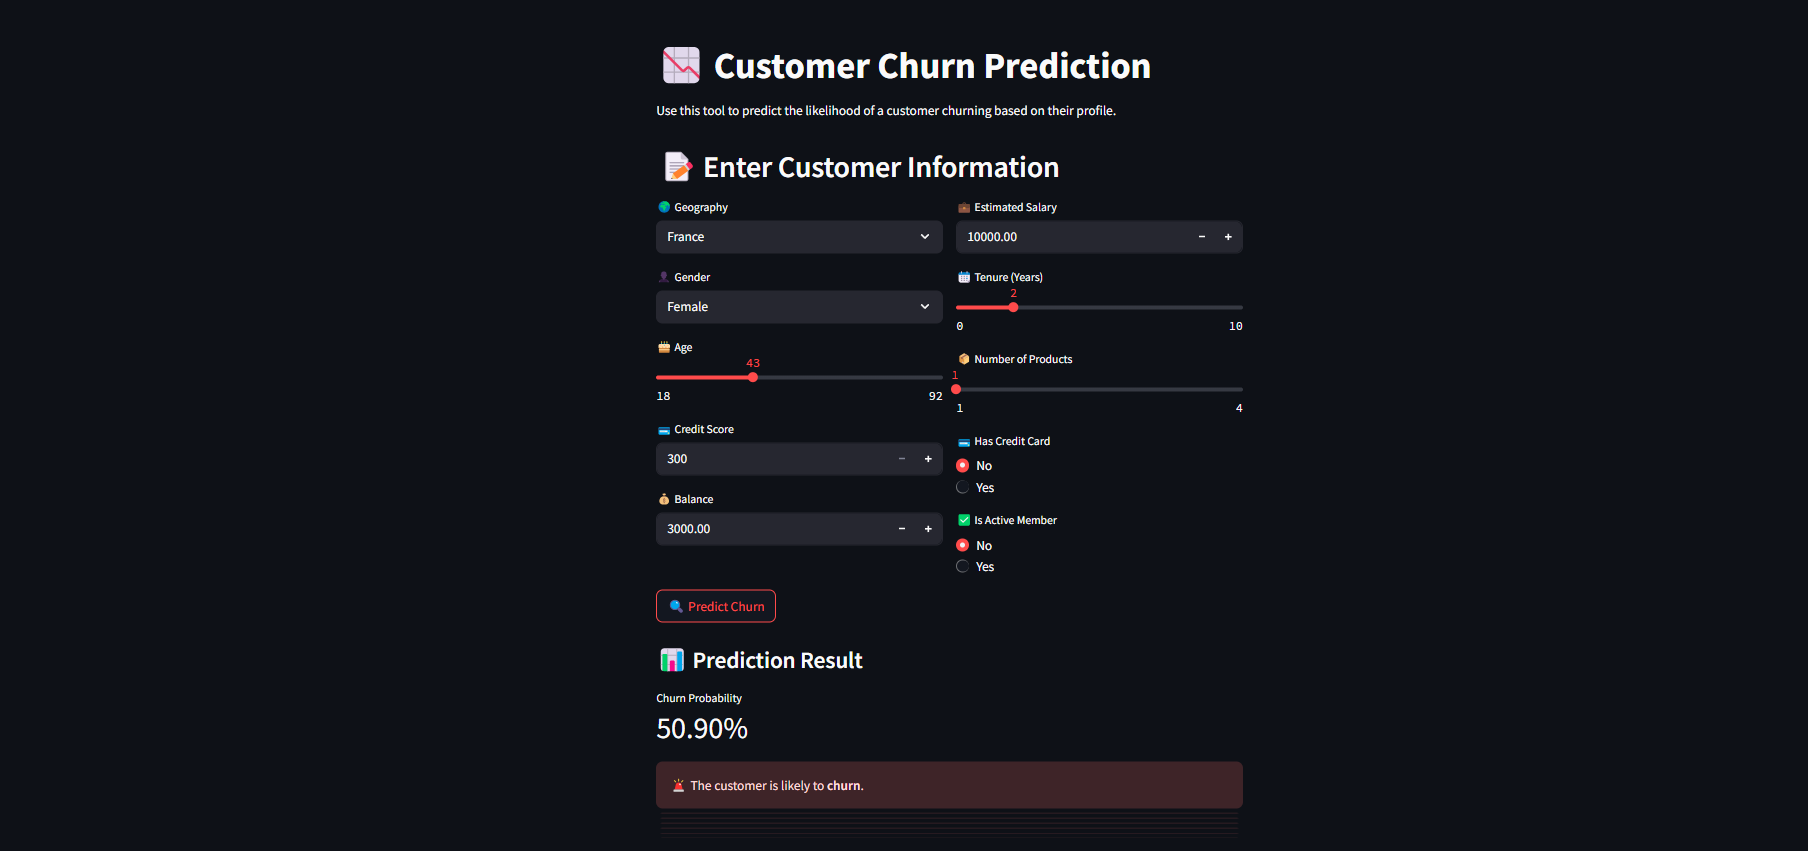 Customer Churn Prediction
Use this tool to predict the likelihood of a customer churning based on their profile.
Enter Customer Information
Geography
France
Gender
Female
Age
43
18 92
Credit Score
300
Balance
3000.00
Estimated Salary
10000.00
Tenure (Years)
2
0 10
Number of Products
1
1 4
Has Credit Card
No
Yes
Is Active Member
No
Yes
Predict Churn
Prediction Result
Churn Probability
50.90%
The customer is likely to churn.